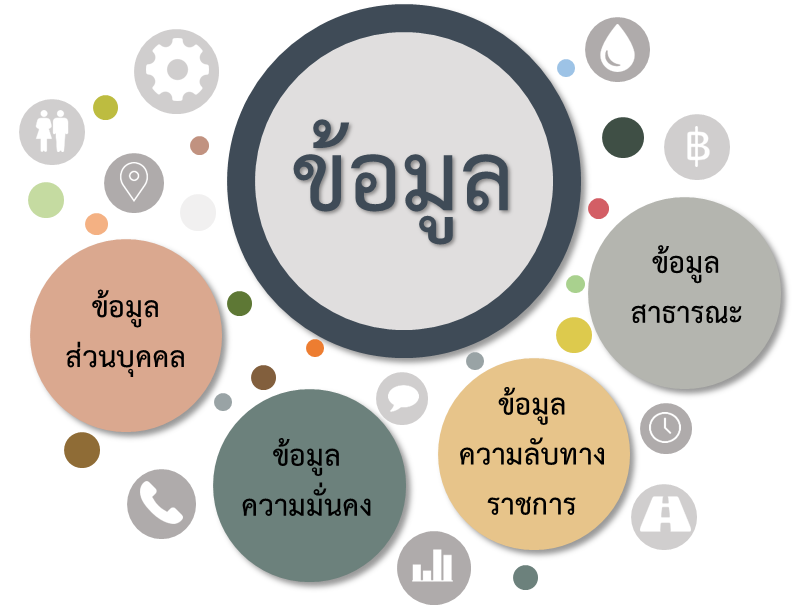 ข้อมูล
ข้อมูล
ส่วนบุคคล
ข้อมูล
ความมั่นคง
ข้อมูล
ความลับทาง
ราชการ
ข้อมูล
สาธารณะ